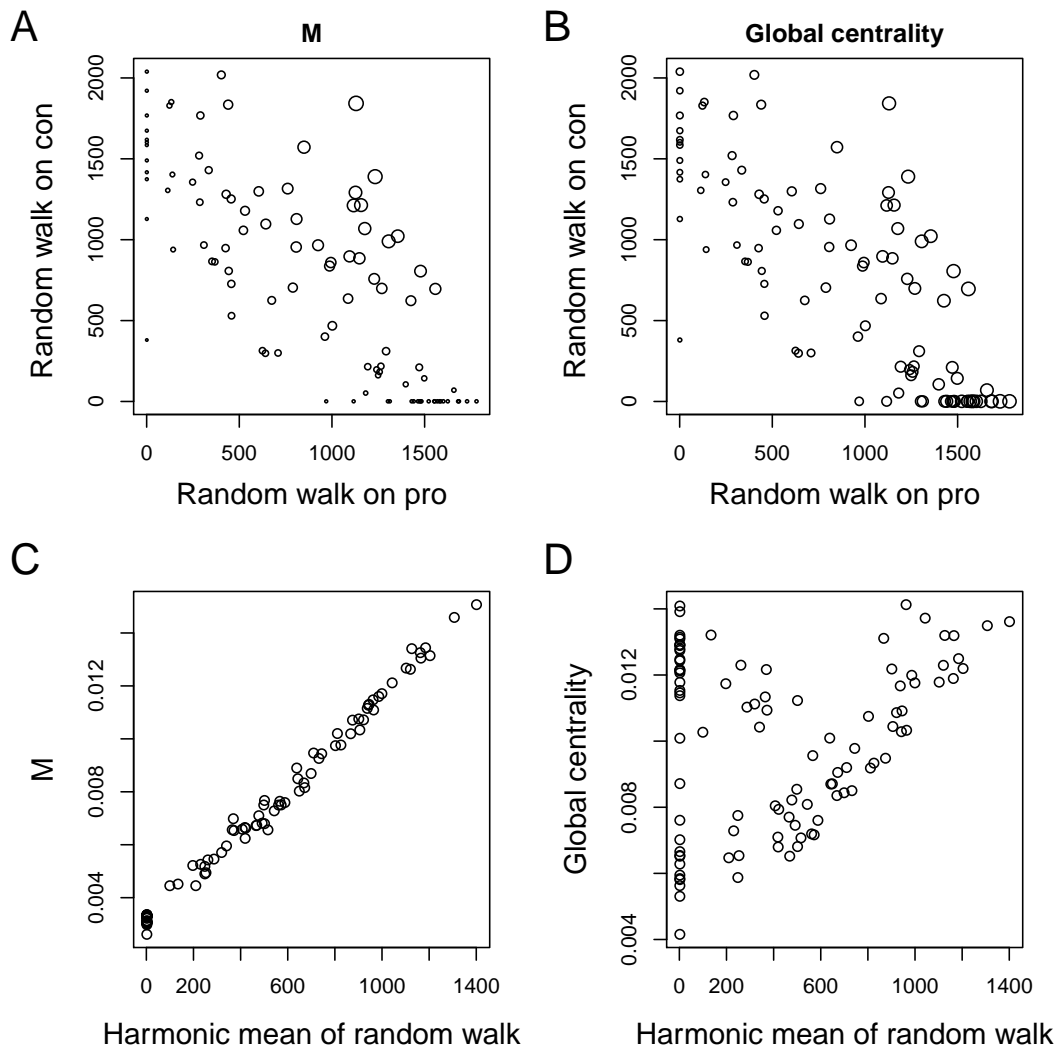 A
M
Random walk on con
2000
1500
1000
500
0
0 500 1000 1500
Random walk on pro
B
Global centrality
Random walk on con
2000
1500
1000
500
0
0 500 1000 1500
Random walk on pro
C
M
0.012
0.008
0.004
0 200 600 1000 1400
Harmonic mean of random walk
D
Global centrality
0.012
0.008
0.004
0 200 600 1000 1400
Harmonic mean of random walk